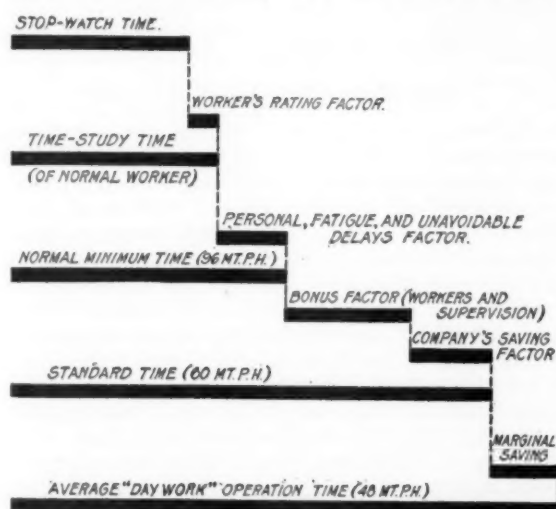 STOP-WATCH TIME.
WORKER'S RATING FACTOR.
TIME-STUDY TIME
(OF NORMAL WORKER)
PERSONAL, FATIGUE, AND UNAVOIDABLE
DELAYS FACTOR.
NORMAL MINIMUM TIME (96 MT.P.H.)
BONUS FACTOR (WORKERS AND
SUPERVISION)
COMPANY'S SAVING
FACTOR
STANDARD TIME (60 MT.P.H.)
MARGINAL
SAVING
AVERAGE "DAY WORK" OPERATION TIME (48 MT.P.H.)